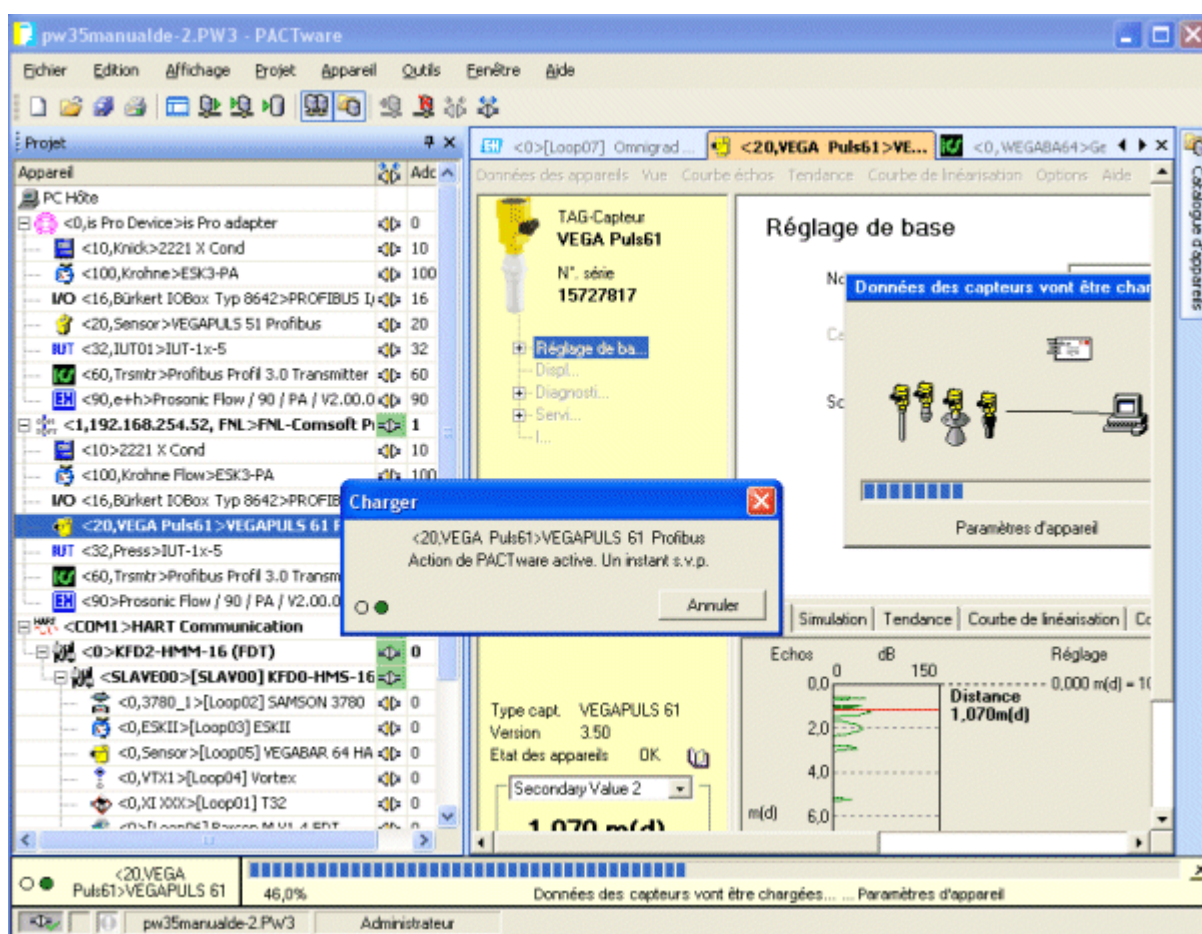 pw35manualde-2.PW3 - PACTware
Fichier Edition Affichage Projet Appareil Outils Fenêtre Aide
Projet
Appareil Adc
PC Hôte
<0,is Pro Device>is Pro adapter 0
<10,Knick>2221 X Cond 10
<100,Krohne>ESK3-PA 100
I/O <16,Bürkert IOBox Typ 8642>PROFIBUS I/ 16
<20,Sensor>VEGAPULS 51 Profibus 20
IUT <32,IUT01>IUT-1x-5 32
<60,Trsmtr>Profibus Profil 3.0 Transmitter 60
EH <90,e+h>Prosonic Flow / 90 / PA / V2.00.0 90
<1,192.168.254.52, FNL>FNL-Comsoft P 1
<10>2221 X Cond 10
<100,Krohne Flow>ESK3-PA 100
I/O <16,Bürkert IOBox Typ 8642>PROFIB
<20,VEGA Puls61>VEGAPULS 61 P
IUT <32,Press>IUT-1x-5
<60,Trsmtr>Profibus Profil 3.0 Transm
EH <90>Prosonic Flow / 90 / PA / V2.00.0
HART <COM1>HART Communication
<0>KFD2-HMM-16 (FDT) 0
<SLAVE00>[SLAV00] KFD0-HMS-16
<0,3780_1>[Loop02] SAMSON 3780 0
<0,ESKII>[Loop03] ESKII 0
<0,Sensor>[Loop05] VEGABAR 64 HA 0
<0,VTX1>[Loop04] Vortex 0
<0,XI XXX>[Loop01] T32 0
EH <0>[Loop07] Omnigrad ... <20,VEGA Puls61>VE... <0, WEGABA64>Ge
Données des appareils Vue Courbe échos Tendance Courbe de linéarisation Options Aide
TAG-Capteur
VEGA Puls61
N°. série
15727817
Réglage de ba...
Displ...
Diagnosti...
Servi...
I...
Réglage de base
Données des capteurs vont être char
Paramètres d'appareil
Charger
<20,VEGA Puls61>VEGAPULS 61 Profibus
Action de PACTware active. Un instant s.v.p.
Annuler
Simulation Tendance Courbe de linéarisation Co
Echos dB Réglage
0 150
0,0 0,000 m(d) = 10
Distance
1,070m(d)
2,0
4,0
m(d) 6,0
Type capt. VEGAPULS 61
Version 3.50
Etat des appareils OK
Secondary Value 2
1,070 m(d)
Catalogue d'appareils
<20,VEGA
Puls61>VEGAPULS 61
46,0% Données des capteurs vont être chargées... ... Paramètres d'appareil
pw35manualde-2.PW3 Administrateur